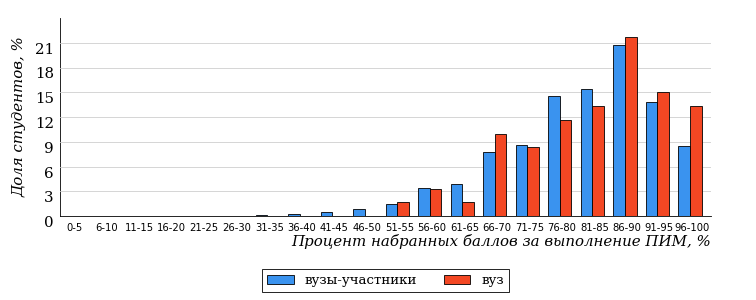 Доля студентов, %
21
18
15
12
9
6
3
0
0-5 6-10 11-15 16-20 21-25 26-30 31-35 36-40 41-45 46-50 51-55 56-60 61-65 66-70 71-75 76-80 81-85 86-90 91-95 96-100
Процент набранных баллов за выполнение ПИМ, %
вузы-участники вуз